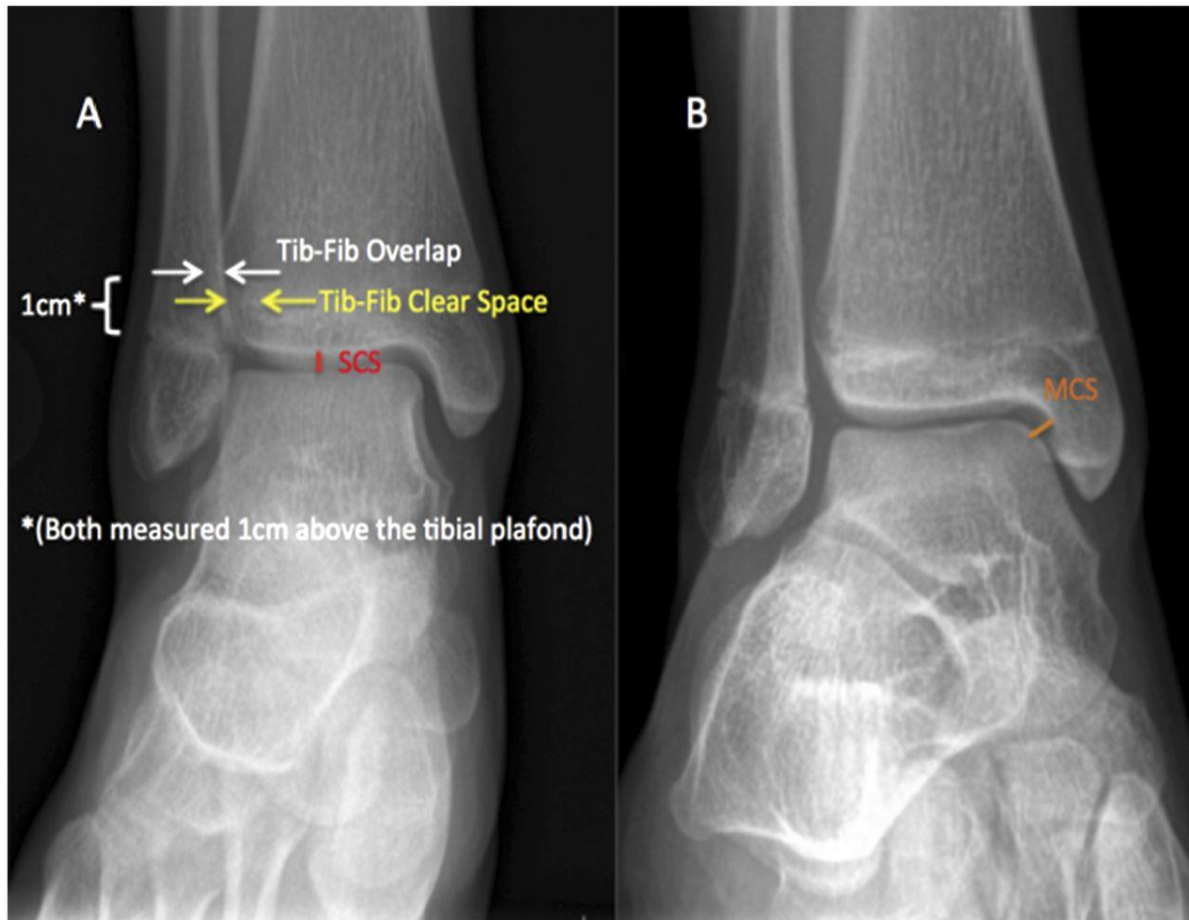 A
B
Tib-Fib Overlap
1cm*
Tib-Fib Clear Space
SCS
MCS
*(Both measured 1cm above the tibial plafond)